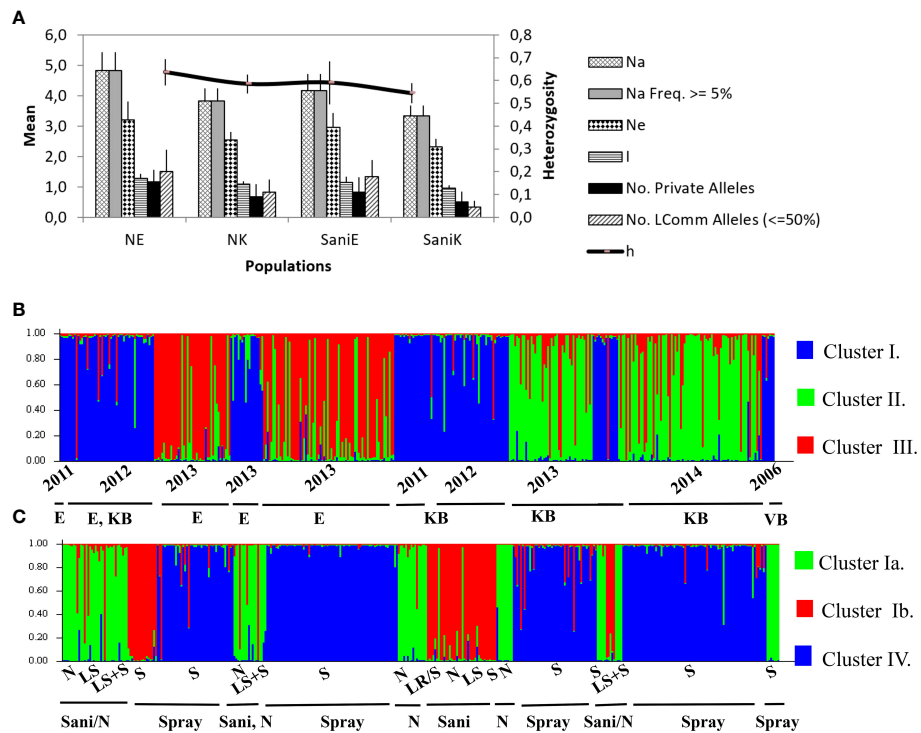 A
6,0
5,0
4,0
3,0
2,0
1,0
0,0
Mean
0,8
0,7
0,6
0,5
0,4
0,3
0,2
0,1
0,0
Heterozygosity
NE NK SaniE SaniK
Populations
Na
Na Freq. >= 5%
Ne
I
No. Private Alleles
No. LComm Alleles (<=50%)
h
B
1.00
0.80
0.60
0.40
0.20
0.00
Cluster I.
Cluster II.
Cluster III.
2011 2012 2013 2013 2013 2011 2012 2013 2014 2006
E E, KB E E E KB KB KB VB
C
1.00
0.80
0.60
0.40
0.20
0.00
Cluster Ia.
Cluster Ib.
Cluster IV.
N LS LS+S S S N LS+S S N LR/S N LS S N S S LS+S S S
Sani/N Spray Sani, N Spray N Sani N Spray Sani/N Spray Spray